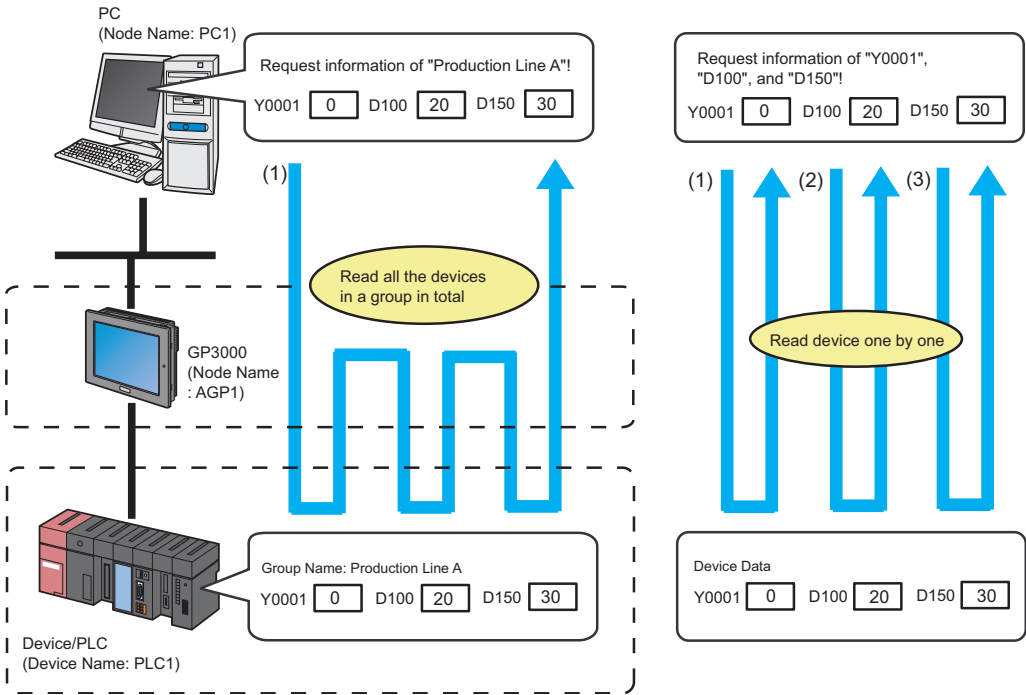 PC
(Node Name: PC1)
Request information of "Production Line A"!
Y0001 0 D100 20 D150 30
Request information of "Y0001",
"D100", and "D150"!
Y0001 0 D100 20 D150 30
(1)
(1) (2) (3)
Read all the devices
in a group in total
GP3000
(Node Name
: AGP1)
Read device one by one
Group Name: Production Line A
Y0001 0 D100 20 D150 30
Device Data
Y0001 0 D100 20 D150 30
Device/PLC
(Device Name: PLC1)